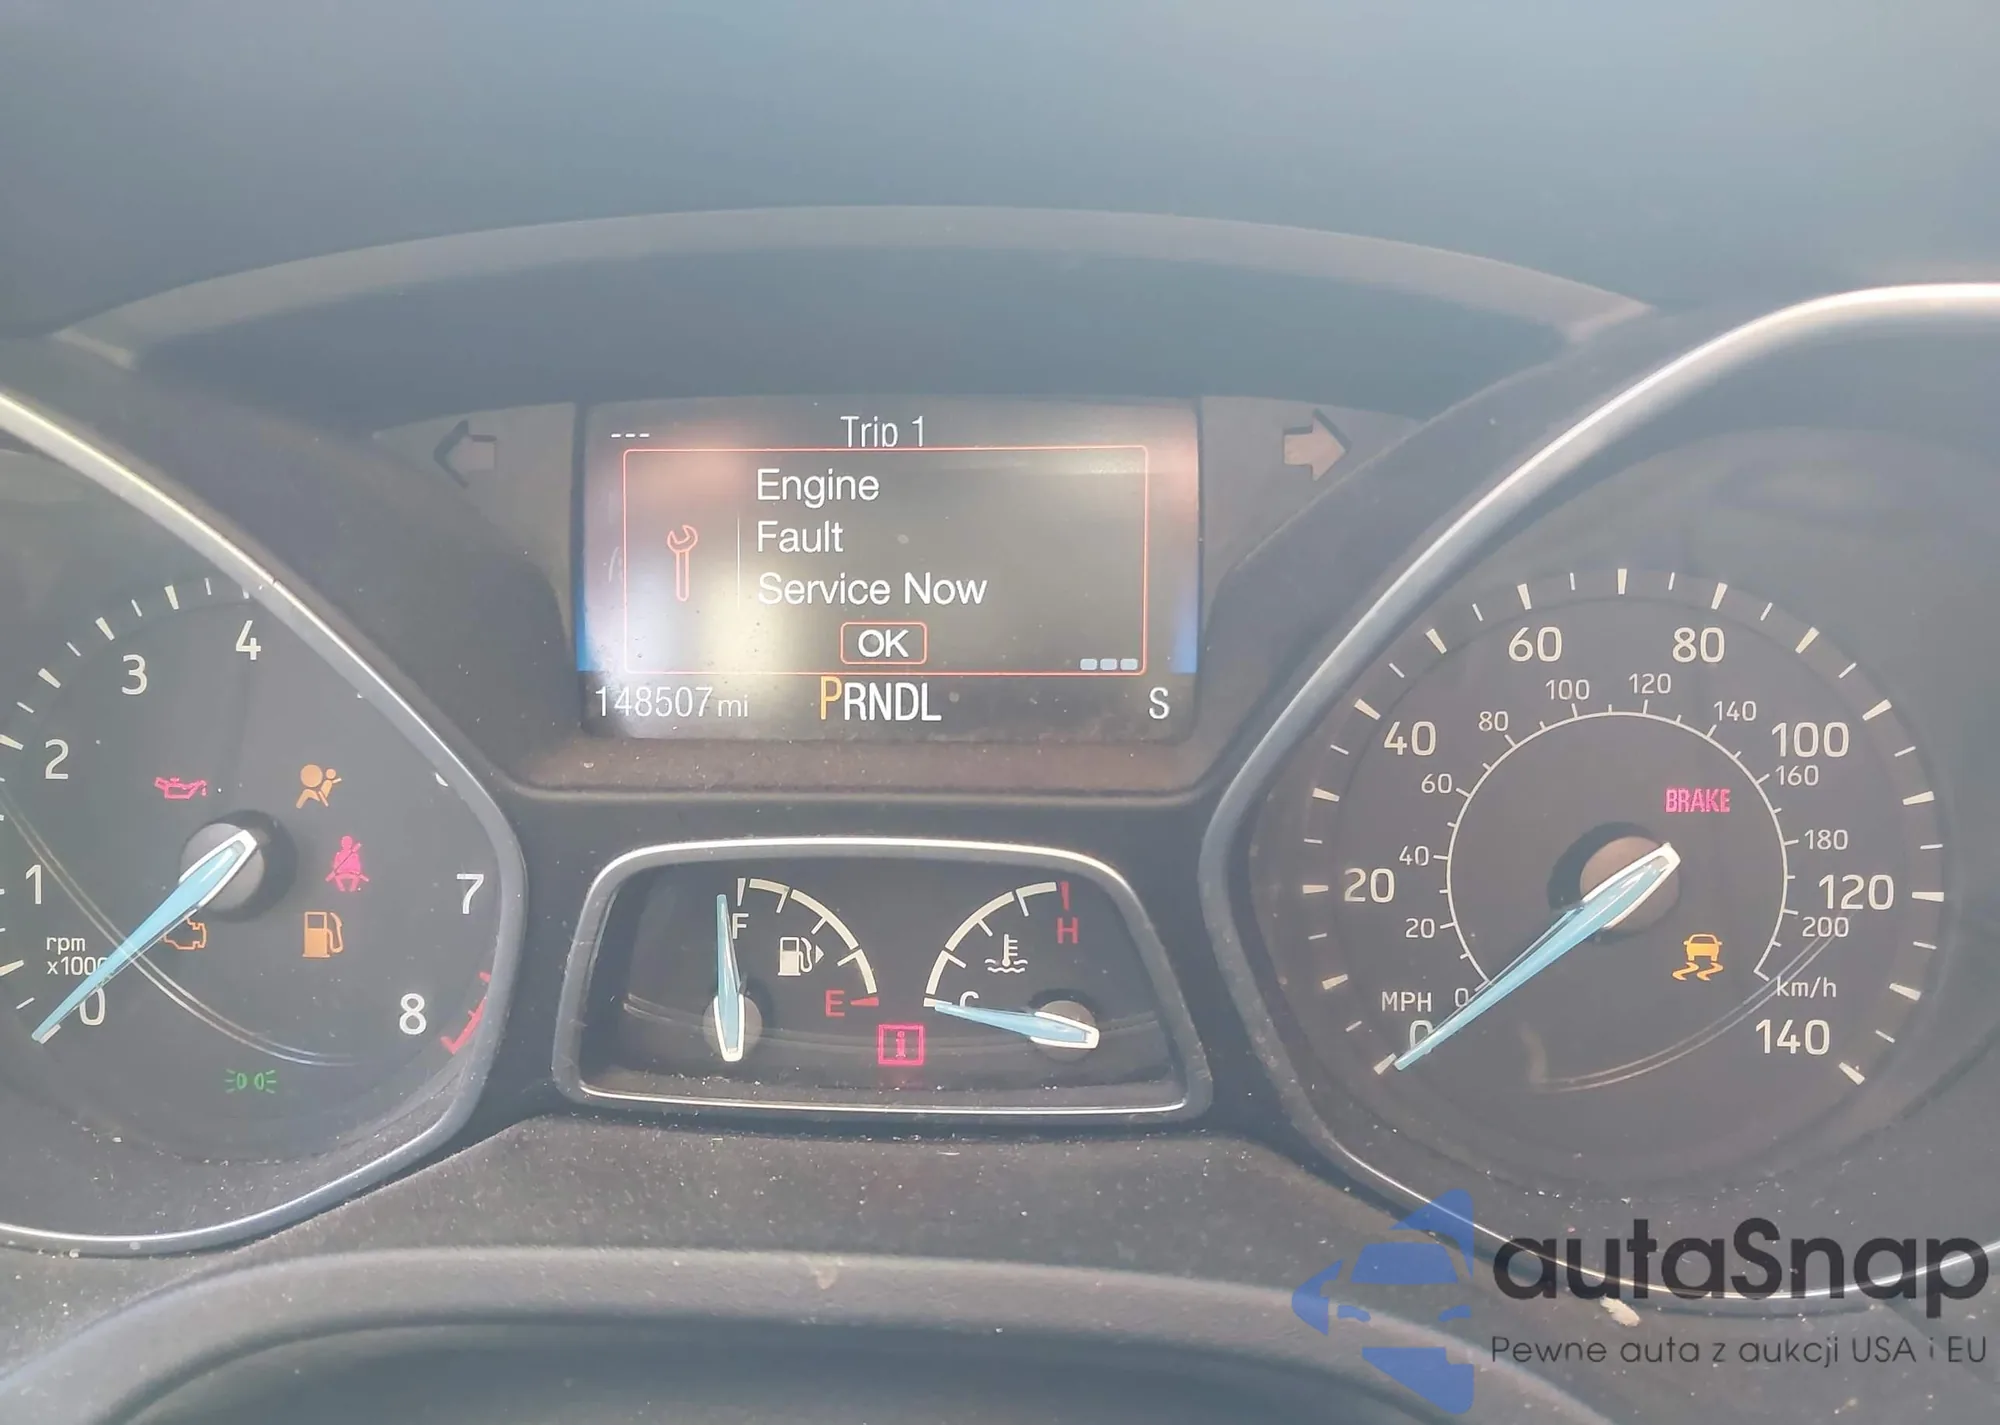 Trip 1
---
Engine
Fault
Service Now
OK
148507 mi
PRNDL
S
0
1
2
3
4
7
8
rpm
x1000
F
E
C
H
i
MPH
0
20
40
60
80
100
120
140
0
20
40
60
80
100
120
140
160
180
200
km/h
BRAKE
autaSnap
Pewne auta z aukcji USA i EU